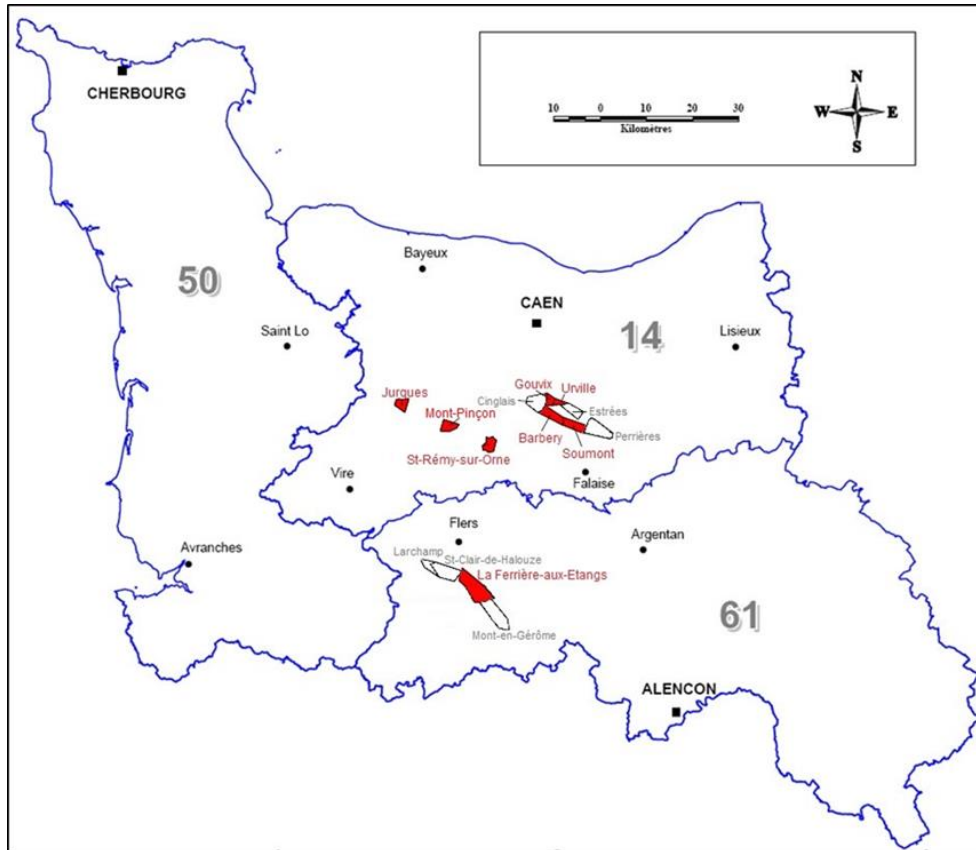 N
W E
S
10 0 10 20 30
Kilomètres
CHERBOURG
50
Bayeux
CAEN
14
Saint Lo
Lisieux
Jurgues
Gouvix
Urville
Cinglais
Estrées
Mont-Pinçon
Barbery
Perrières
Soumont
St-Rémy-sur-Orne
Vire
Falaise
Flers
Argentan
Avranches
Larchamp
St-Clair-de-Halouze
La Ferrière-aux-Etangs
61
Mont-en-Gérôme
ALENCON